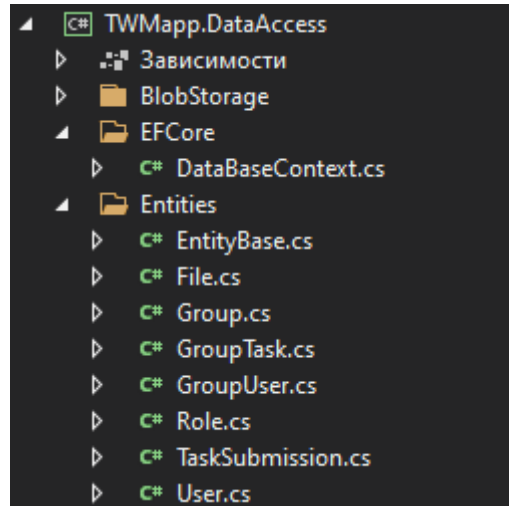 C# TWMapp.DataAccess
Зависимости
BlobStorage
EFCore
C# DataBaseContext.cs
Entities
C# EntityBase.cs
C# File.cs
C# Group.cs
C# GroupTask.cs
C# GroupUser.cs
C# Role.cs
C# TaskSubmission.cs
C# User.cs